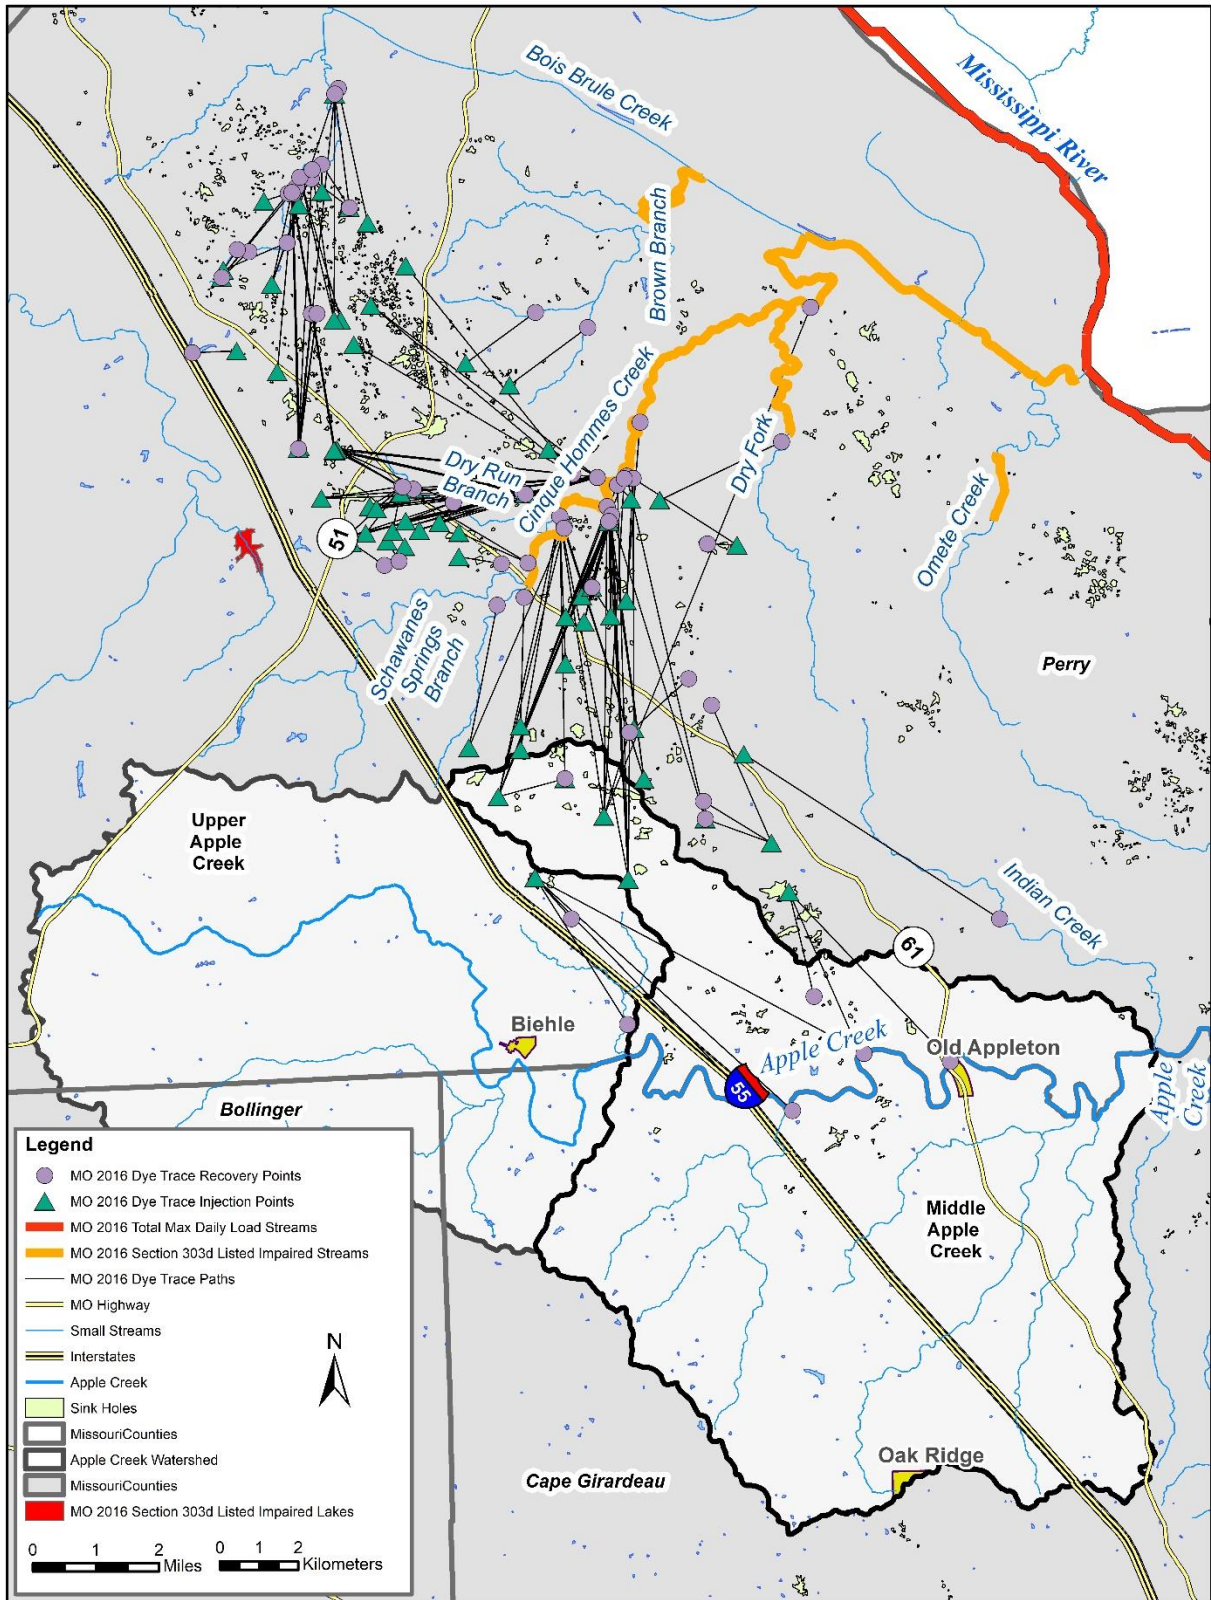 Bois Brule Creek
Mississippi River
Brown Branch
Cinque Hommes Creek
Dry Run
Branch
Dry Fork
Omete Creek
51
Schawanes
Springs
Branch
Perry
Upper
Apple
Creek
Indian Creek
61
Biehle
Apple Creek
Old Appleton
Apple
Creek
55
Bollinger
Middle
Apple
Creek
Oak Ridge
Cape Girardeau
Legend
MO 2016 Dye Trace Recovery Points
MO 2016 Dye Trace Injection Points
MO 2016 Total Max Daily Load Streams
MO 2016 Section 303d Listed Impaired Streams
MO 2016 Dye Trace Paths
MO Highway
Small Streams
Interstates
Apple Creek
Sink Holes
MissouriCounties
Apple Creek Watershed
MissouriCounties
MO 2016 Section 303d Listed Impaired Lakes
N
0 1 2 Miles
0 1 2 Kilometers